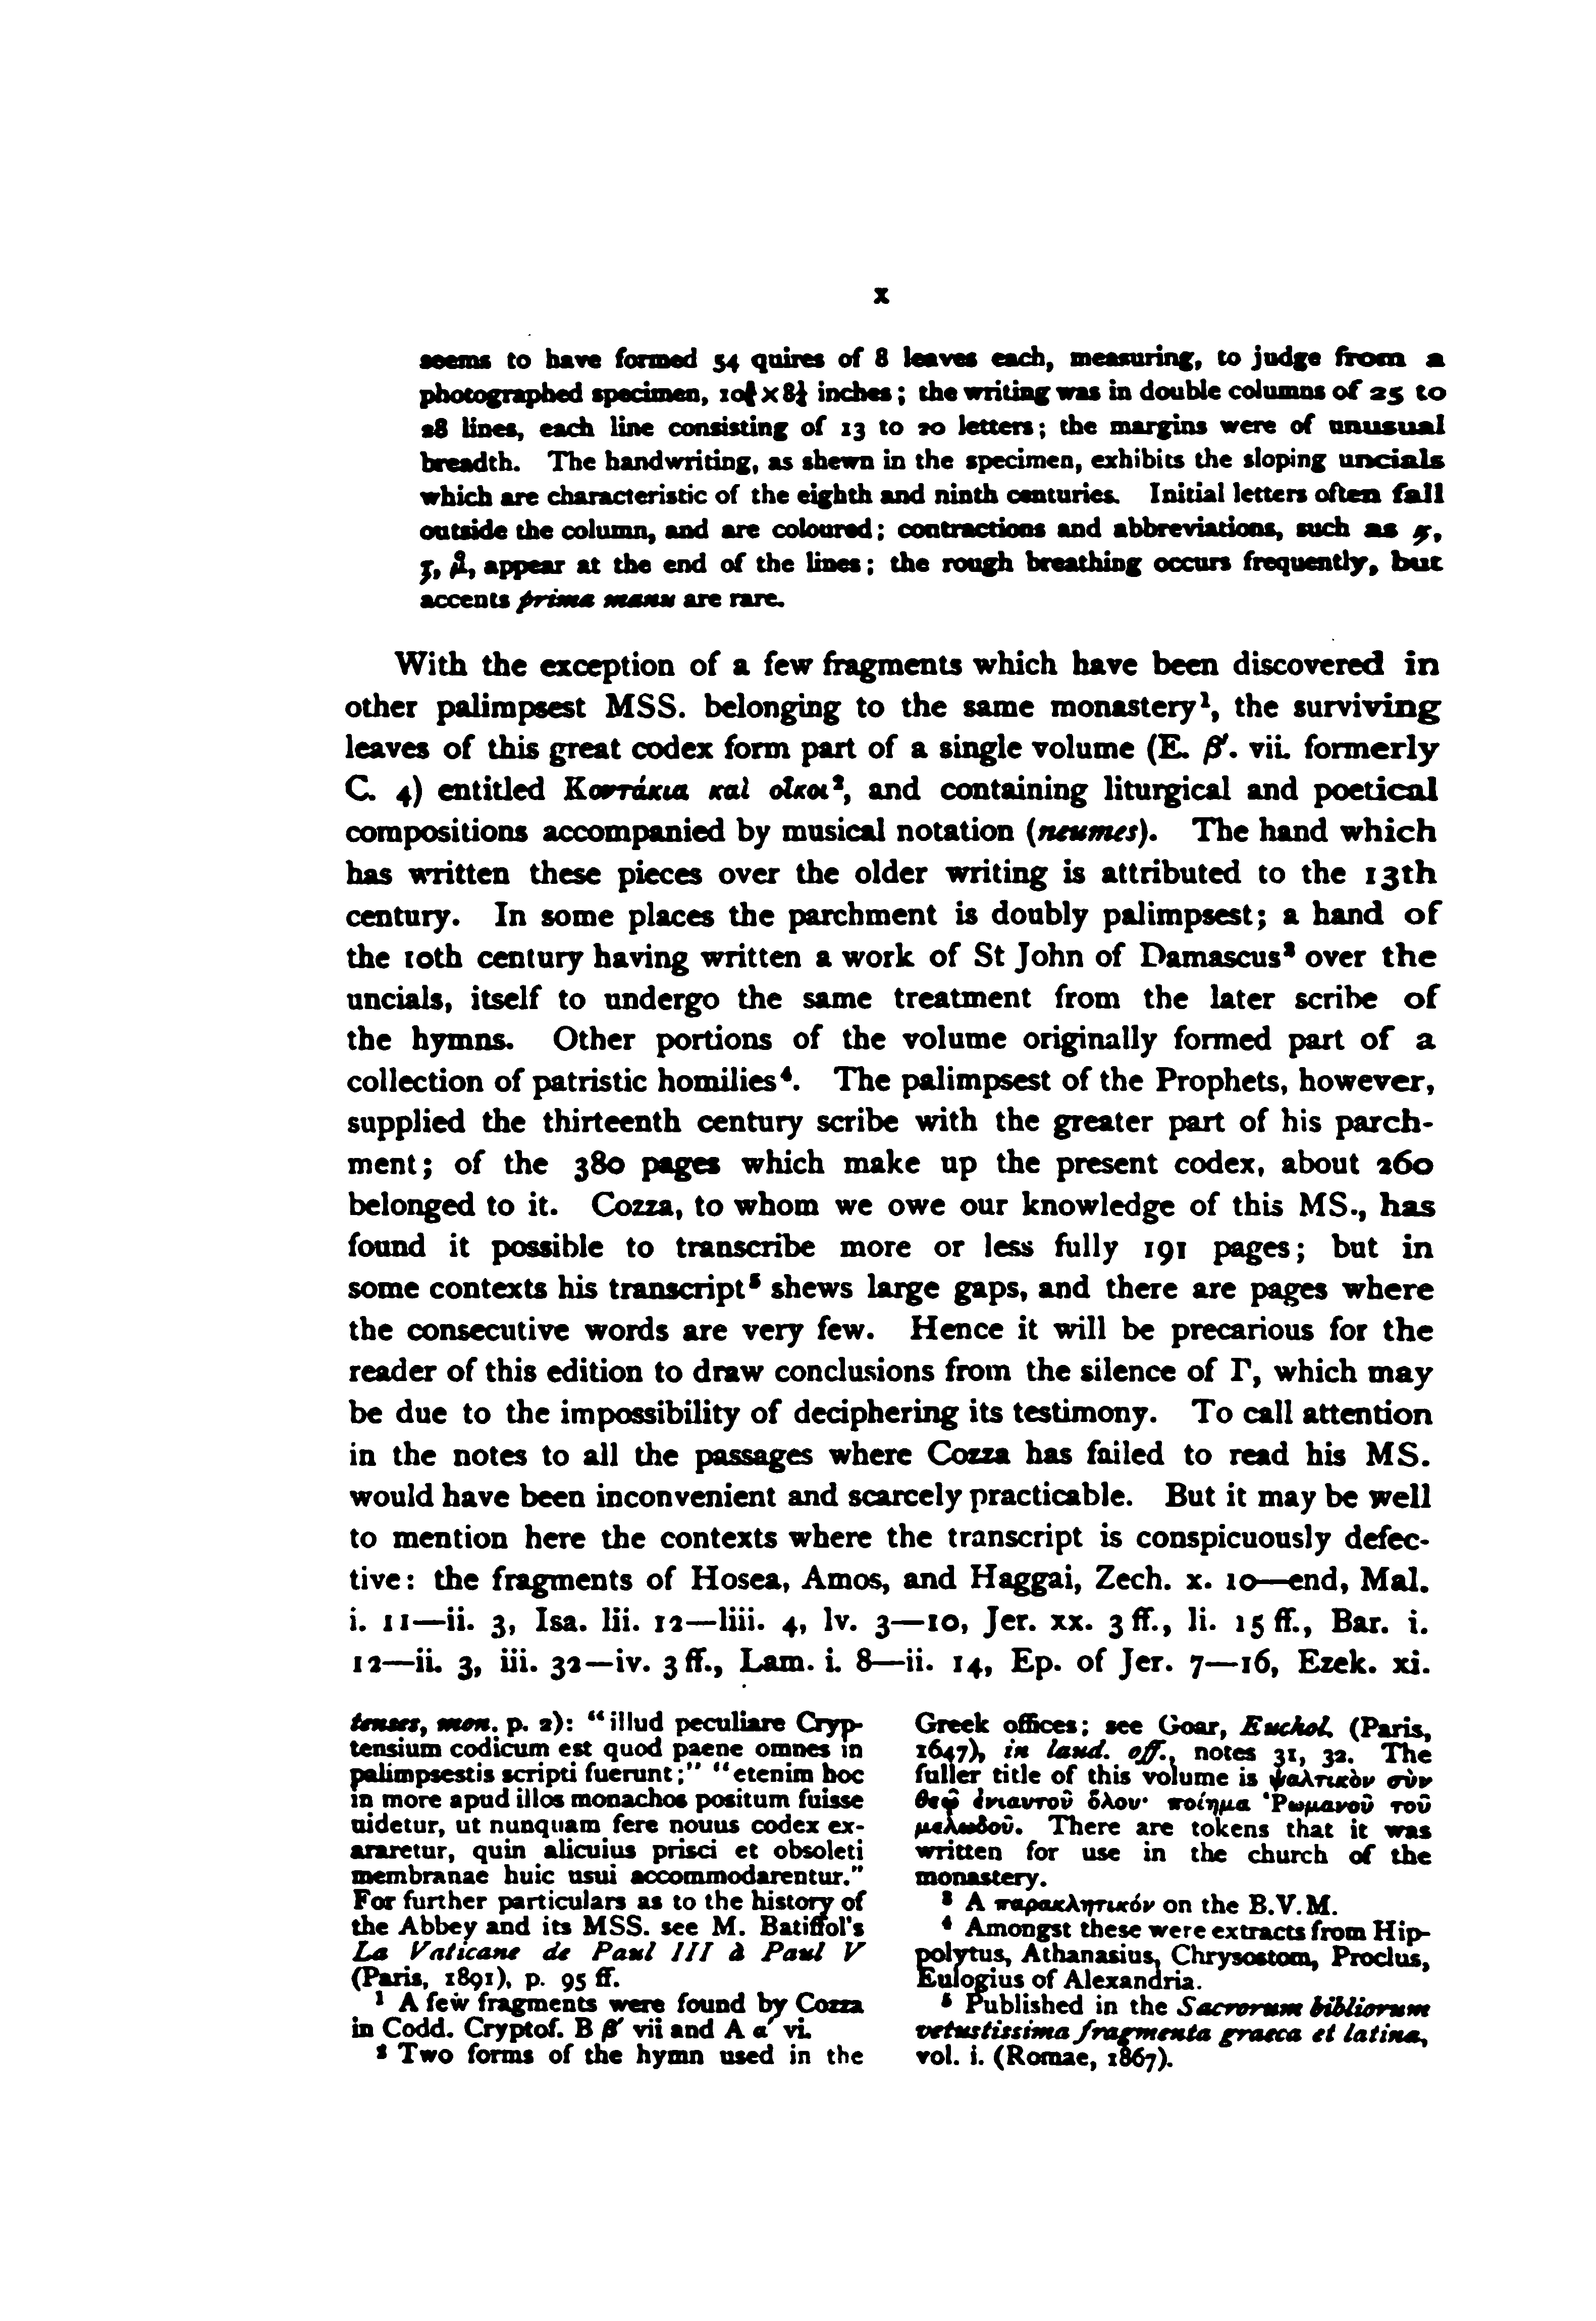 x
seems to have formed 54 quires of 8 leaves each, measuring, to judge from a
photographed specimen, inches; the writing was in double columns of 25 to
28 lines, each line consisting of 13 to 20 letters; the margins were of unusual
breadth. The handwriting, as shewn in the specimen, exhibits the sloping uncials
which are characteristic of the eighth and ninth centuries. Initial letters often fall
outside the column, and are coloured; contractions and abbreviations, such as
appear at the end of the lines; the rough breathing occurs frequently, but
accents prima manu are rare.
With the exception of a few fragments which have been discovered in
other palimpsest MSS. belonging to the same monastery¹, the surviving
leaves of this great codex form part of a single volume (E. β′. vii. formerly
C. 4) entitled Κοντάκια καὶ οἶκοι², and containing liturgical and poetical
compositions accompanied by musical notation (neumes). The hand which
has written these pieces over the older writing is attributed to the 13th
century. In some places the parchment is doubly palimpsest; a hand of
the 10th century having written a work of St John of Damascus³ over the
uncials, itself to undergo the same treatment from the later scribe of
the hymns. Other portions of the volume originally formed part of a
collection of patristic homilies⁴. The palimpsest of the Prophets, however,
supplied the thirteenth century scribe with the greater part of his parch-
ment; of the 380 pages which make up the present codex, about 260
belonged to it. Cozza, to whom we owe our knowledge of this MS., has
found it possible to transcribe more or less fully 191 pages; but in
some contexts his transcript⁵ shews large gaps, and there are pages where
the consecutive words are very few. Hence it will be precarious for the
reader of this edition to draw conclusions from the silence of Γ, which may
be due to the impossibility of deciphering its testimony. To call attention
in the notes to all the passages where Cozza has failed to read his MS.
would have been inconvenient and scarcely practicable. But it may be well
to mention here the contexts where the transcript is conspicuously defec-
tive: the fragments of Hosea, Amos, and Haggai, Zech. x. 10—end, Mal.
i. 11—ii. 3, Isa. lii. 12—liii. 4, lv. 3—10, Jer. xx. 3 ff., li. 15 ff., Bar. i.
12—ii. 3, iii. 32—iv. 3 ff., Lam. i. 8—ii. 14, Ep. of Jer. 7—16, Ezek. xi.
tenses, mon. p. 2): "illud peculiare Cryp-
tensium codicum est quod paene omnes in
palimpsestis scripti fuerunt;" "etenim hoc
in more apud illos monachos positum fuisse
uidetur, ut nunquam fere nouus codex ex-
araretur, quin alicuius prisci et obsoleti
membranae huic usui accommodarentur."
For further particulars as to the history of
the Abbey and its MSS. see M. Batiffol's
La Vaticane de Paul III à Paul V
(Paris, 1891), p. 95 ff.
¹ A few fragments were found by Cozza
in Codd. Cryptof. B β′ vii and A α′ vi.
² Two forms of the hymn used in the
Greek offices; see Goar, Euchol. (Paris,
1647), in laud. off., notes 31, 32. The
fuller title of this volume is ψαλτικὸν σὺν
θεῷ ἐνιαυτοῦ ὅλου· ποίημα Ῥωμανοῦ τοῦ
μελωδοῦ. There are tokens that it was
written for use in the church of the
monastery.
³ A παρακλητικόν on the B.V.M.
⁴ Amongst these were extracts from Hip-
polytus, Athanasius, Chrysostom, Proclus,
Eulogius of Alexandria.
⁵ Published in the Sacrorum bibliorum
vetustissima fragmenta graeca et latina,
vol. i. (Romae, 1867).